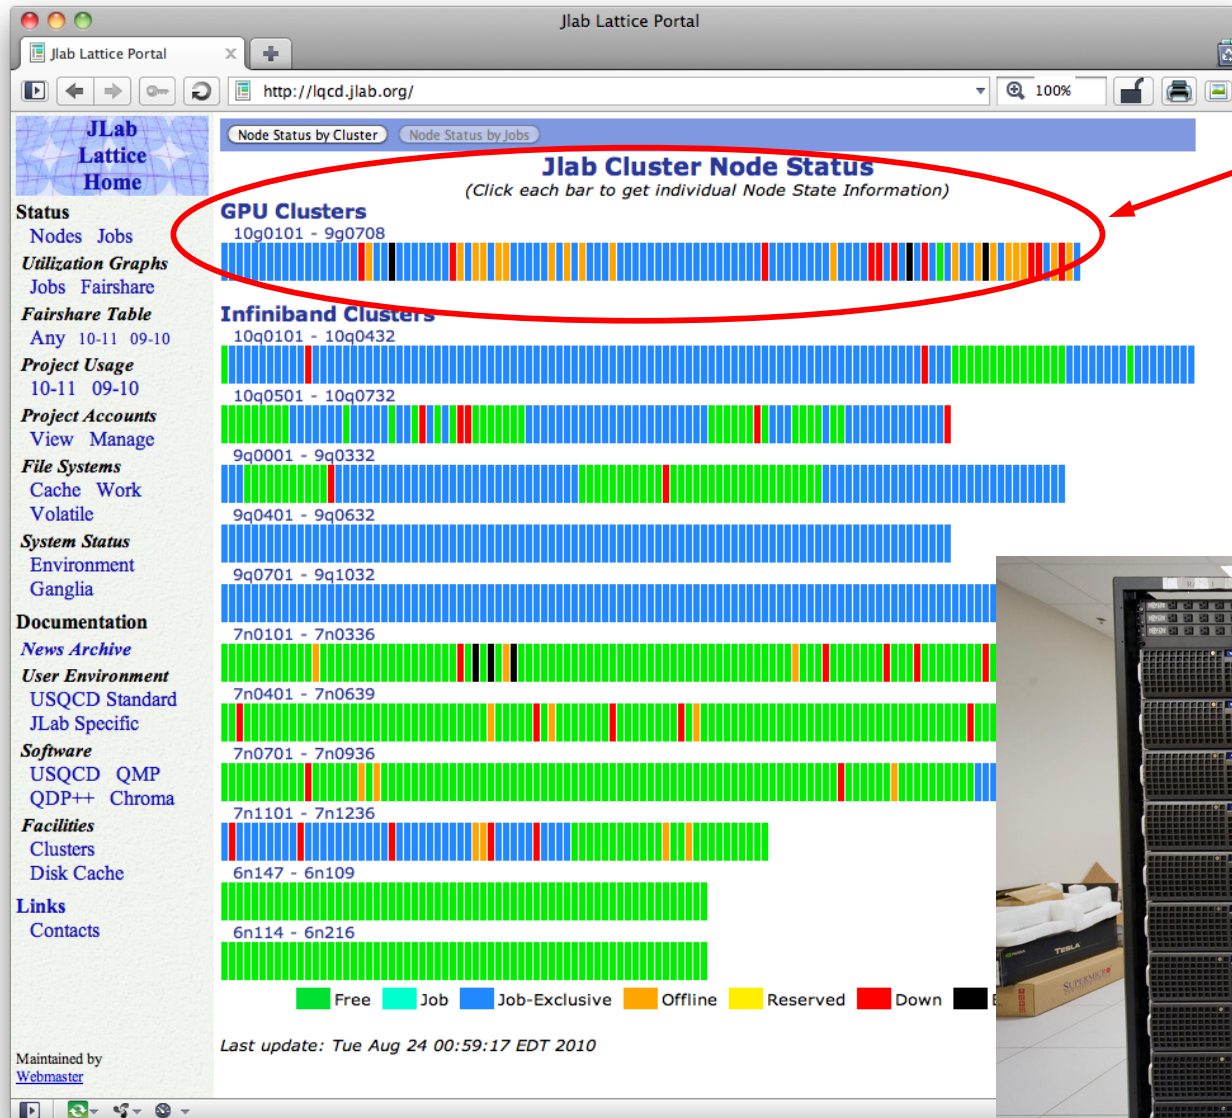 Jlab Lattice Portal
Jlab Lattice Portal
http://lqcd.jlab.org/
100%
JLab
Lattice
Home
Status
Nodes Jobs
Utilization Graphs
Jobs Fairshare
Fairshare Table
Any 10-11 09-10
Project Usage
10-11 09-10
Project Accounts
View Manage
File Systems
Cache Work
Volatile
System Status
Environment
Ganglia
Documentation
News Archive
User Environment
USQCD Standard
JLab Specific
Software
USQCD QMP
QDP++ Chroma
Facilities
Clusters
Disk Cache
Links
Contacts
Maintained by
Webmaster
Node Status by Cluster Node Status by Jobs
Jlab Cluster Node Status
(Click each bar to get individual Node State Information)
GPU Clusters
10g0101 - 9g0708
Infiniband Clusters
10q0101 - 10q0432
10q0501 - 10q0732
9q0001 - 9q0332
9q0401 - 9q0632
9q0701 - 9q1032
7n0101 - 7n0336
7n0401 - 7n0639
7n0701 - 7n0936
7n1101 - 7n1236
6n147 - 6n109
6n114 - 6n216
Free Job Job-Exclusive Offline Reserved Down
Last update: Tue Aug 24 00:59:17 EDT 2010
TESLA
SUPERMICRO